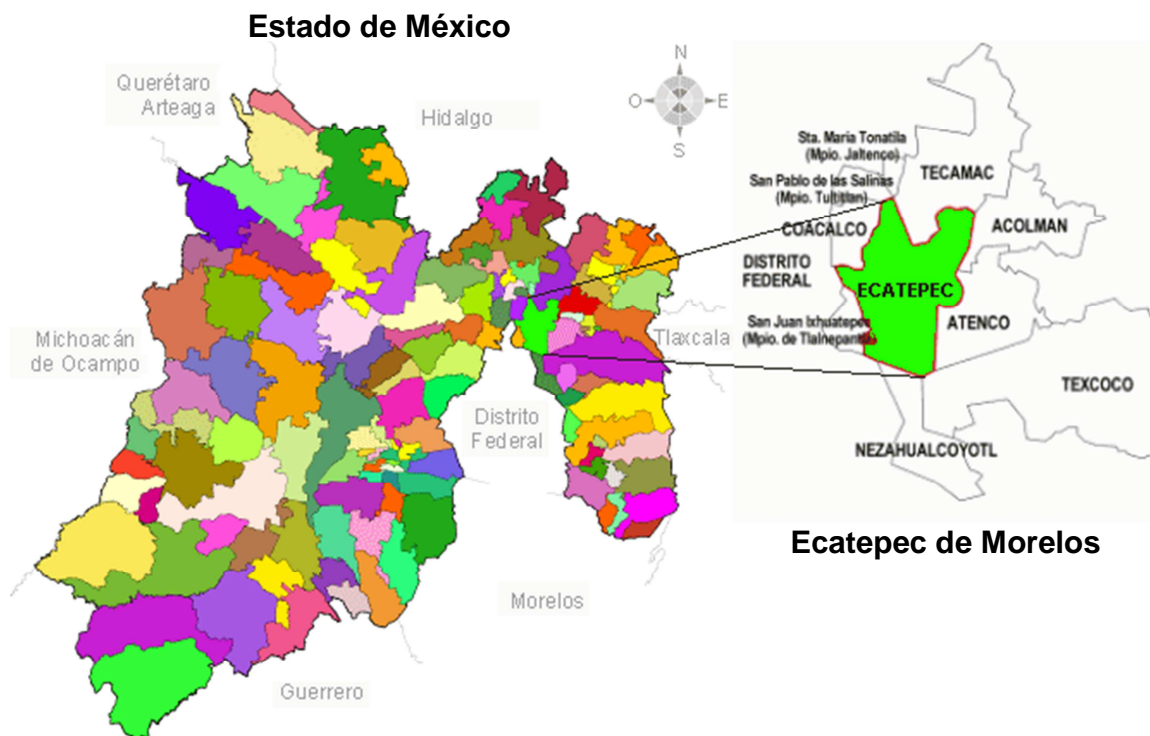 Estado de México
Querétaro
Arteaga
Hidalgo
Michoacán
de Ocampo
Tlaxcala
Distrito
Federal
Morelos
Guerrero
N
O
E
S
Sta. Maria Tonatila
(Mpio. Jaltenco)
TECAMAC
San Pablo de las Salinas
(Mpio. Tultitlan)
COACALCO
ACOLMAN
DISTRITO
FEDERAL
ECATEPEC
San Juan Ixhuatepec
(Mpio. de Tlalnepantla)
ATENCO
TEXCOCO
NEZAHUALCOYOTL
Ecatepec de Morelos